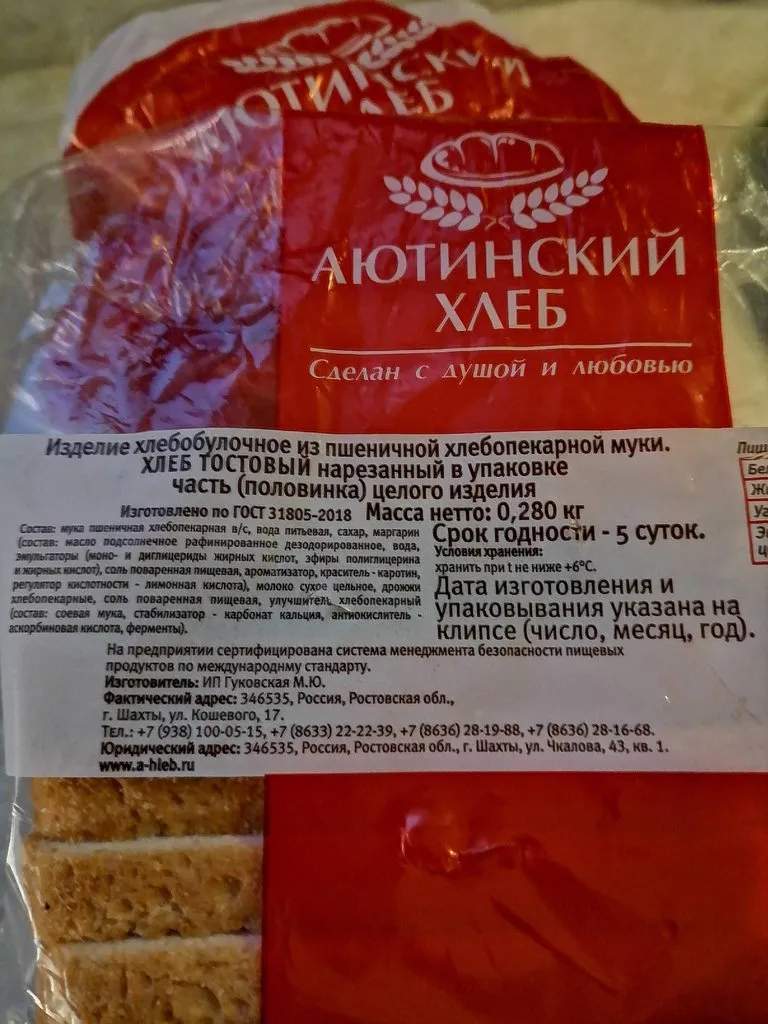 АЮТИНСКИЙ
ХЛЕБ
АЮТИНСКИЙ
ХЛЕБ
Сделан с душой и любовью
Изделие хлебобулочное из пшеничной хлебопекарной муки.
ХЛЕБ ТОСТОВЫЙ нарезанный в упаковке
часть (половинка) целого изделия
Изготовлено по ГОСТ 31805-2018 Масса нетто: 0,280 кг
Состав: мука пшеничная хлебопекарная в/с, вода питьевая, сахар, маргарин
(состав: масло подсолнечное рафинированное дезодорированное, вода,
эмульгаторы (моно- и диглицериды жирных кислот, эфиры полиглицерина
и жирных кислот), соль поваренная пищевая, ароматизатор, краситель - каротин,
регулятор кислотности - лимонная кислота), молоко сухое цельное, дрожжи
хлебопекарные, соль поваренная пищевая, улучшитель хлебопекарный
(состав: соевая мука, стабилизатор - карбонат кальция, антиокислитель -
аскорбиновая кислота, ферменты).
Срок годности - 5 суток.
Условия хранения:
хранить при t не ниже +6°С.
Дата изготовления и
упаковывания указана на
клипсе (число, месяц, год).
На предприятии сертифицирована система менеджмента безопасности пищевых
продуктов по международнму стандарту.
Изготовитель: ИП Гуковская М.Ю.
Фактический адрес: 346535, Россия, Ростовская обл.,
г. Шахты, ул. Кошевого, 17.
Тел.: +7 (938) 100-05-15, +7 (8633) 22-22-39, +7 (8636) 28-19-88, +7 (8636) 28-16-68.
Юридический адрес: 346535, Россия, Ростовская обл., г. Шахты, ул. Чкалова, 43, кв. 1.
www.a-hleb.ru